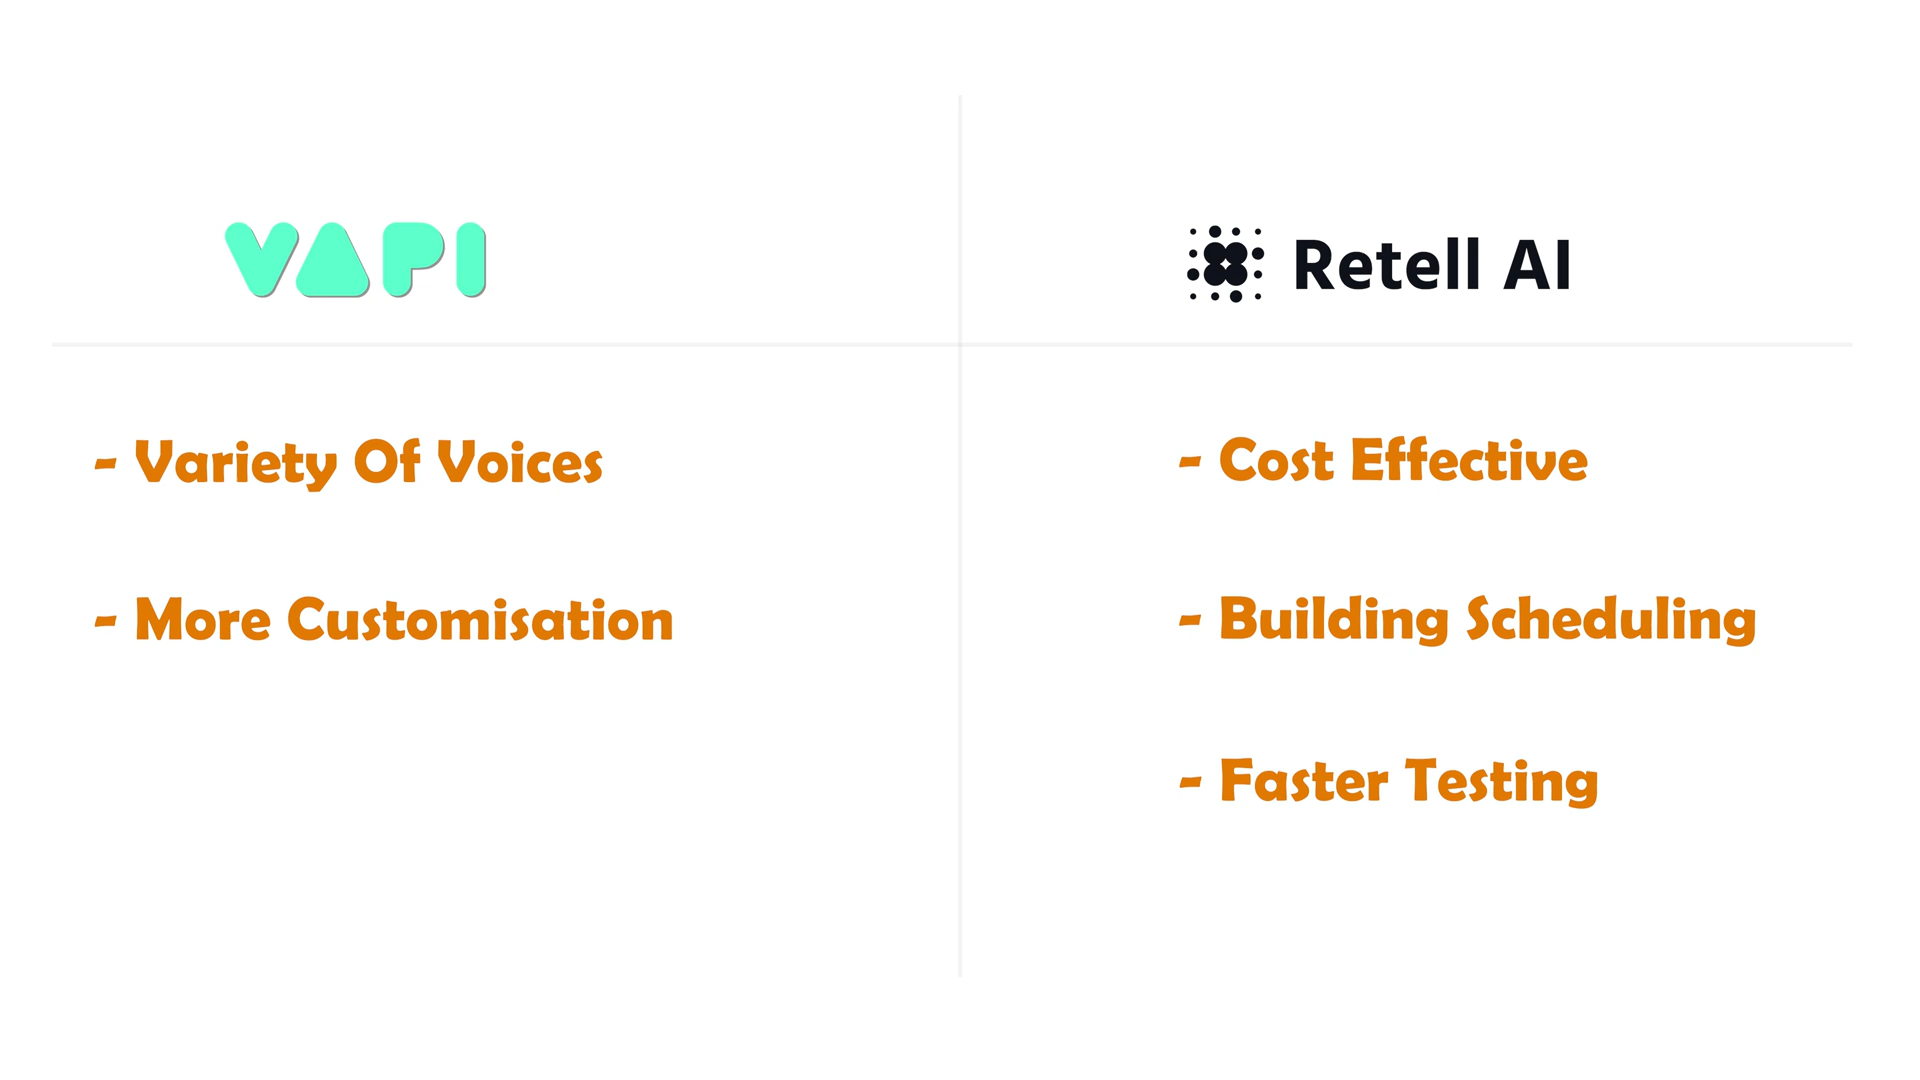 VAPI
Retell AI
- Variety Of Voices
- More Customisation
- Cost Effective
- Building Scheduling
- Faster Testing